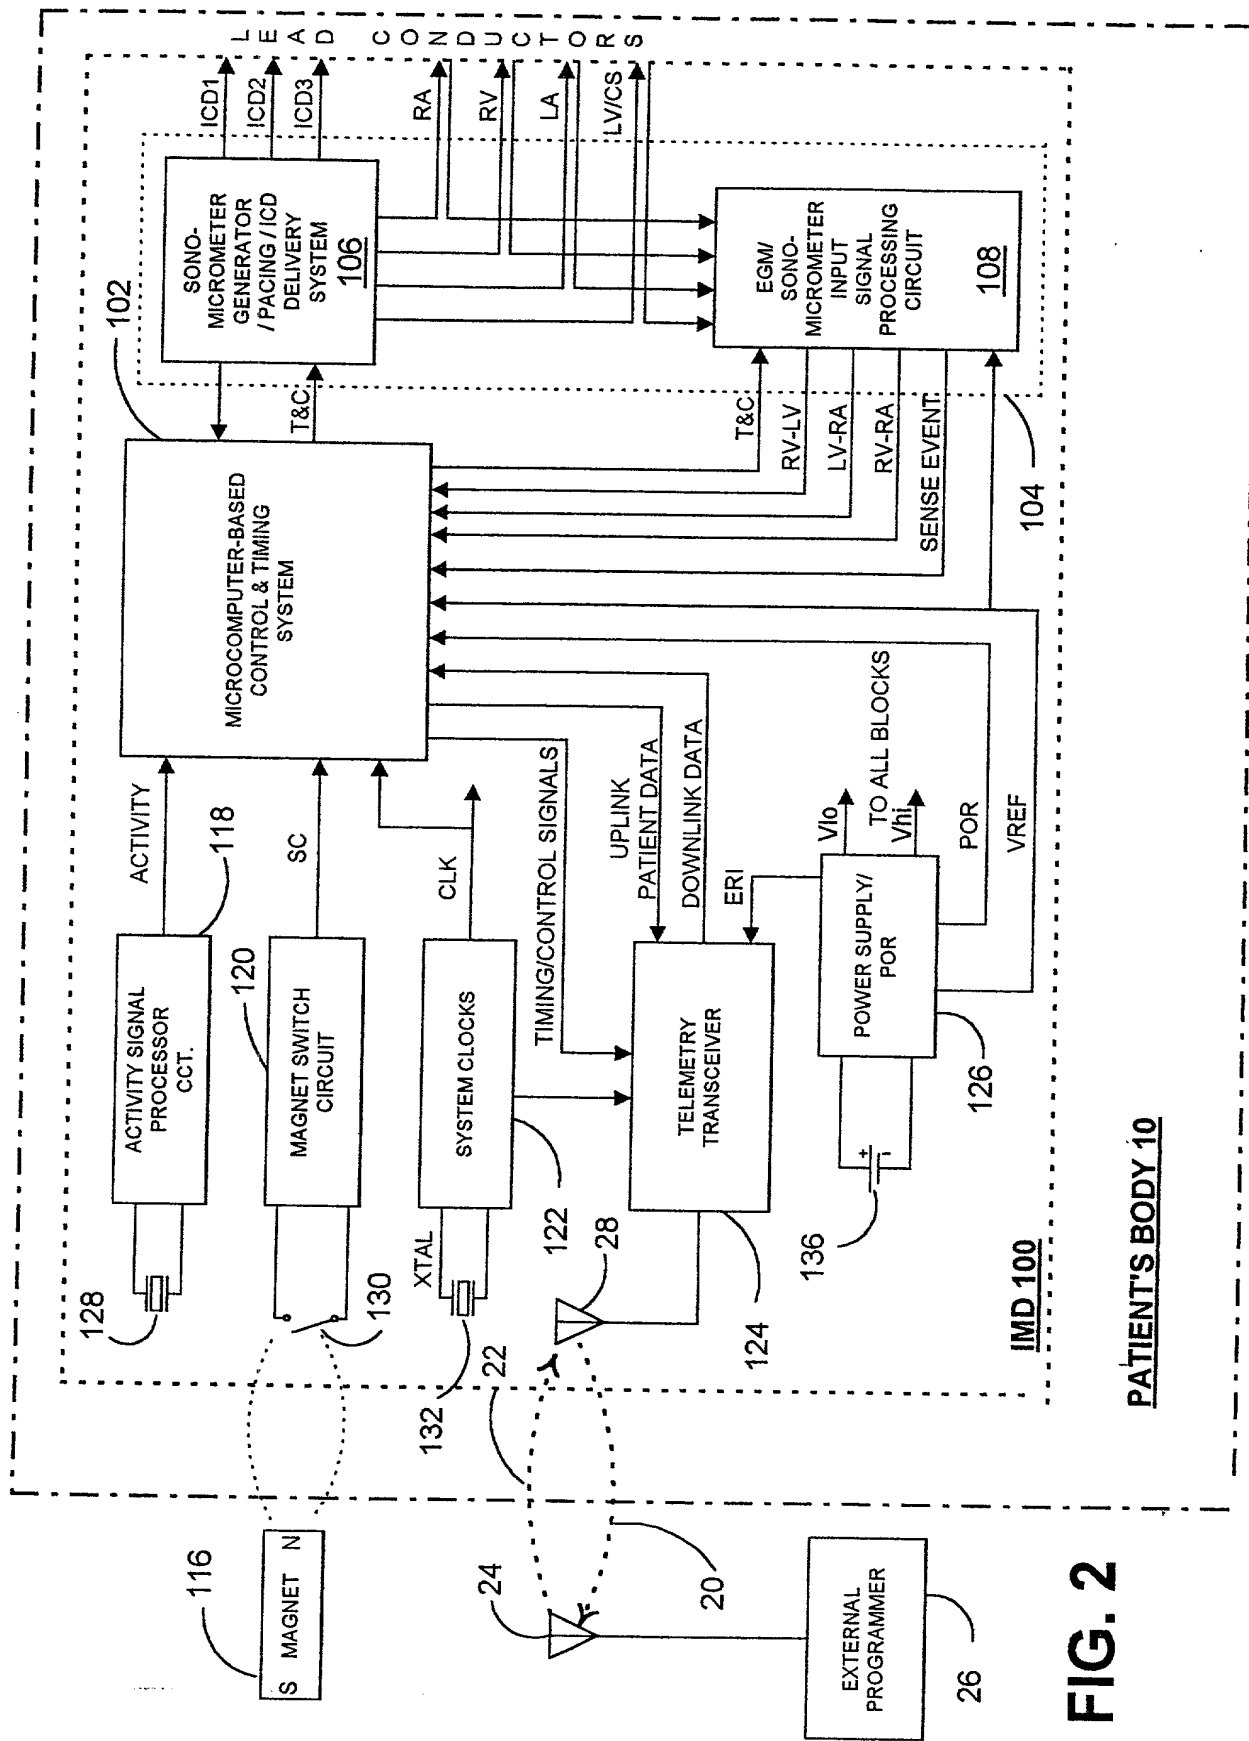 PATIENT'S BODY 10
IMD 100
LEAD CONDUCTORS
ICD1
ICD2
ICD3
RA
RV
LA
LV/CS
SONO-
MICROMETER
GENERATOR
/ PACING / ICD
DELIVERY
SYSTEM
106
EGM/
SONO-
MICROMETER
INPUT
SIGNAL
PROCESSING
CIRCUIT
108
102
T&C
T&C
RV-LV
LV-RA
RV-RA
SENSE EVENT
104
MICROCOMPUTER-BASED
CONTROL & TIMING
SYSTEM
ACTIVITY
118
SC
120
CLK
TIMING/CONTROL SIGNALS
UPLINK
PATIENT DATA
DOWNLINK DATA
ERI
Vlo
TO ALL BLOCKS
Vhi
POR
VREF
ACTIVITY SIGNAL
PROCESSOR
CCT.
MAGNET SWITCH
CIRCUIT
SYSTEM CLOCKS
TELEMETRY
TRANSCEIVER
POWER SUPPLY/
POR
126
128
130
XTAL
132
122
22
28
124
136
+
-
116
S MAGNET N
24
20
EXTERNAL
PROGRAMMER
26
FIG. 2